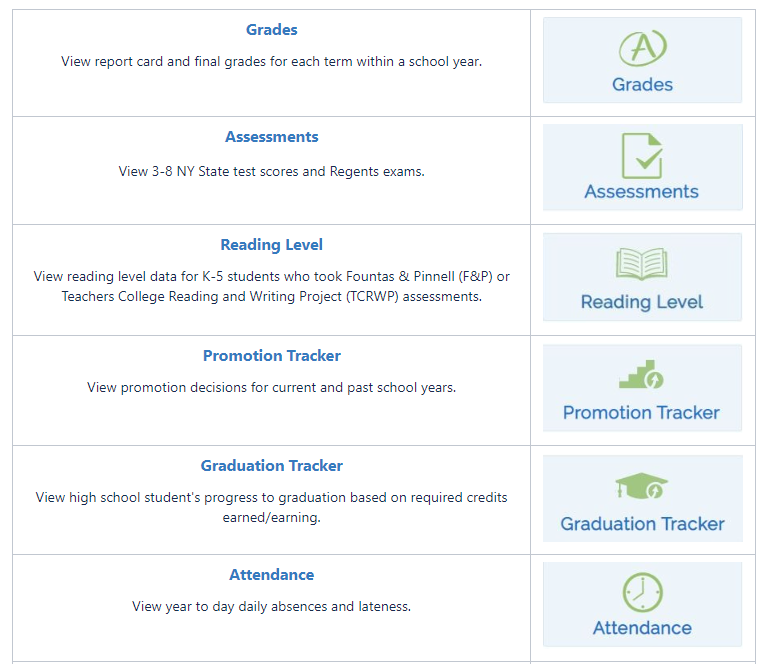 Grades
View report card and final grades for each term within a school year.
Grades
Assessments
View 3-8 NY State test scores and Regents exams.
Assessments
Reading Level
View reading level data for K-5 students who took Fountas & Pinnell (F&P) or
Teachers College Reading and Writing Project (TCRWP) assessments.
Reading Level
Promotion Tracker
View promotion decisions for current and past school years.
Promotion Tracker
Graduation Tracker
View high school student's progress to graduation based on required credits
earned/earning.
Graduation Tracker
Attendance
View year to day daily absences and lateness.
Attendance